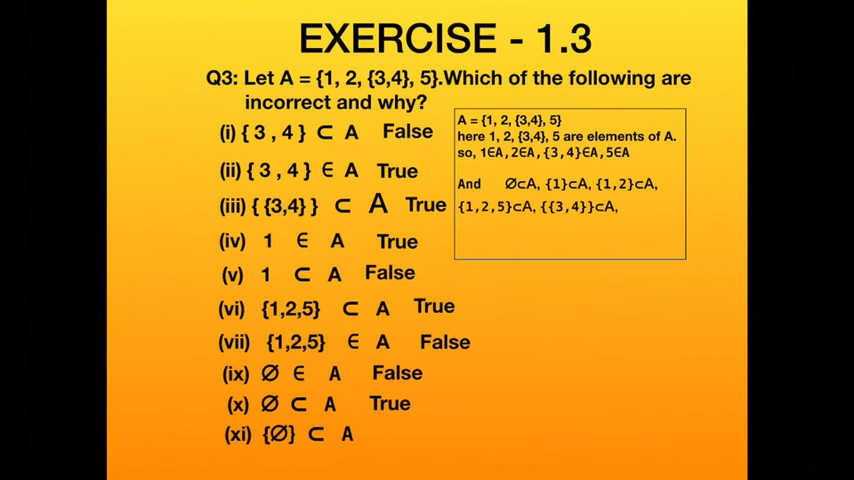 EXERCISE - 1.3
Q3: Let A = {1, 2, {3,4}, 5}.Which of the following are
incorrect and why?
(i) { 3 , 4 } ⊂ A False
(ii) { 3 , 4 } ∈ A True
(iii) { {3,4} } ⊂ A True
(iv) 1 ∈ A True
(v) 1 ⊂ A False
(vi) {1,2,5} ⊂ A True
(vii) {1,2,5} ∈ A False
(ix) ∅ ∈ A False
(x) ∅ ⊂ A True
(xi) {∅} ⊂ A
A = {1, 2, {3,4}, 5}
here 1, 2, {3,4}, 5 are elements of A.
so, 1∈A,2∈A,{3,4}∈A,5∈A
And ∅⊂A, {1}⊂A, {1,2}⊂A,
{1,2,5}⊂A, {{3,4}}⊂A,